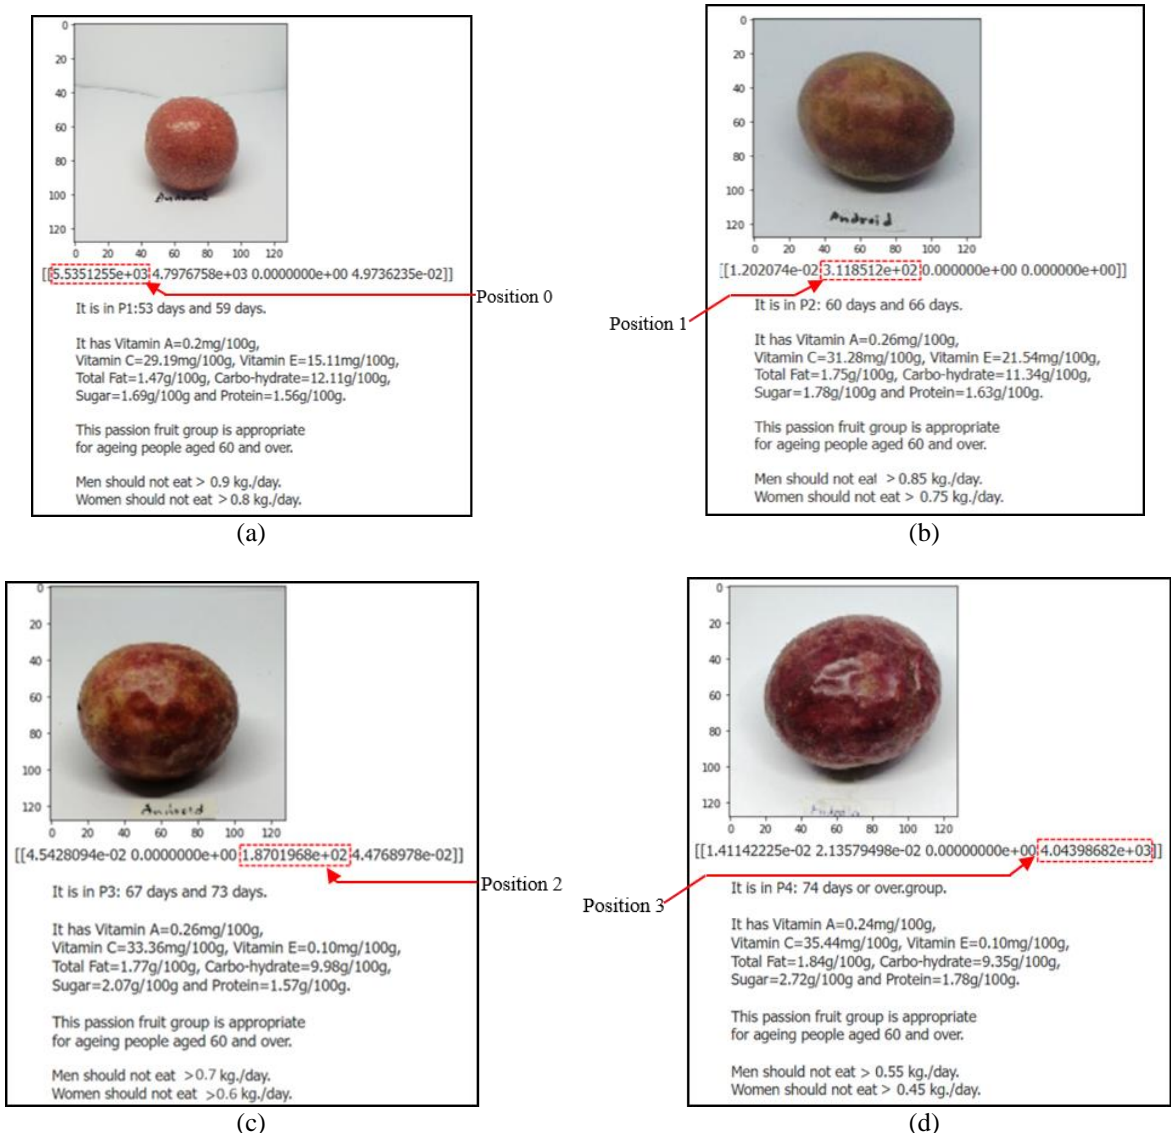 0
20
40
60
80
100
120
0 20 40 60 80 100 120
Android
[[5.5351255e+03 4.7976758e+03 0.0000000e+00 4.9736235e-02]]
Position 0
It is in P1:53 days and 59 days.
It has Vitamin A=0.2mg/100g,
Vitamin C=29.19mg/100g, Vitamin E=15.11mg/100g,
Total Fat=1.47g/100g, Carbo-hydrate=12.11g/100g,
Sugar=1.69g/100g and Protein=1.56g/100g.
This passion fruit group is appropriate
for ageing people aged 60 and over.
Men should not eat > 0.9 kg./day.
Women should not eat > 0.8 kg./day.
(a)
0
20
40
60
80
100
120
0 20 40 60 80 100 120
Android
[[1.202074e-02 3.118512e+02 0.000000e+00 0.000000e+00]]
Position 1
It is in P2: 60 days and 66 days.
It has Vitamin A=0.26mg/100g,
Vitamin C=31.28mg/100g, Vitamin E=21.54mg/100g,
Total Fat=1.75g/100g, Carbo-hydrate=11.34g/100g,
Sugar=1.78g/100g and Protein=1.63g/100g.
This passion fruit group is appropriate
for ageing people aged 60 and over.
Men should not eat > 0.85 kg./day.
Women should not eat > 0.75 kg./day.
(b)
0
20
40
60
80
100
120
0 20 40 60 80 100 120
Android
[[4.5428094e-02 0.0000000e+00 1.8701968e+02 4.4768978e-02]]
Position 2
It is in P3: 67 days and 73 days.
It has Vitamin A=0.26mg/100g,
Vitamin C=33.36mg/100g, Vitamin E=0.10mg/100g,
Total Fat=1.77g/100g, Carbo-hydrate=9.98g/100g,
Sugar=2.07g/100g and Protein=1.57g/100g.
This passion fruit group is appropriate
for ageing people aged 60 and over.
Men should not eat >0.7 kg./day.
Women should not eat >0.6 kg./day.
(c)
0
20
40
60
80
100
120
0 20 40 60 80 100 120
[[1.41142225e-02 2.13579498e-02 0.00000000e+00 4.04398682e+03]]
Position 3
It is in P4: 74 days or over.group.
It has Vitamin A=0.24mg/100g,
Vitamin C=35.44mg/100g, Vitamin E=0.10mg/100g,
Total Fat=1.84g/100g, Carbo-hydrate=9.35g/100g,
Sugar=2.72g/100g and Protein=1.78g/100g.
This passion fruit group is appropriate
for ageing people aged 60 and over.
Men should not eat > 0.55 kg./day.
Women should not eat > 0.45 kg./day.
(d)